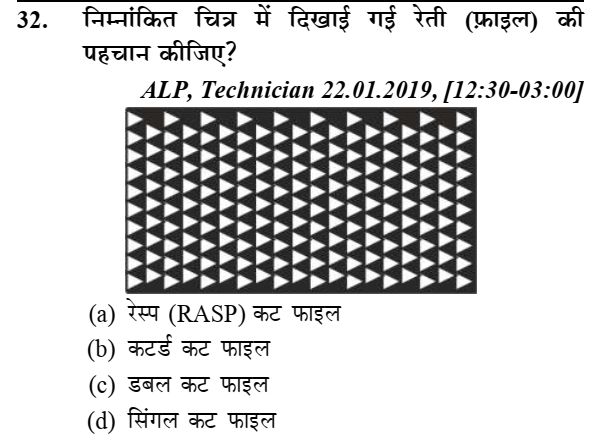 32. निम्नांकित चित्र में दिखाई गई रेती (फ़्राइल) की
पहचान कीजिए?
ALP, Technician 22.01.2019, [12:30-03:00]
(a) रेस्प (RASP) कट फाइल
(b) कटर्ड कट फाइल
(c) डबल कट फाइल
(d) सिंगल कट फाइल